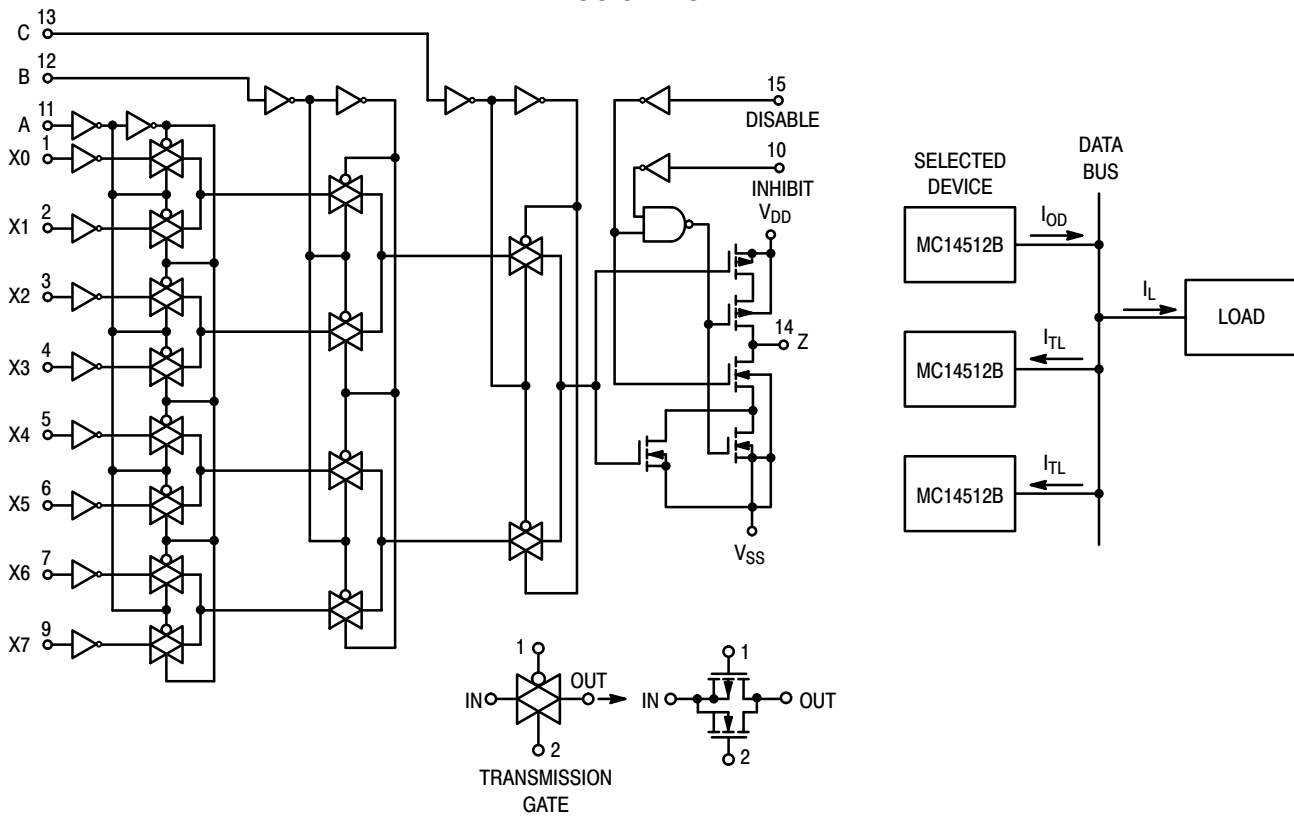 C 13
B 12
A 11
X0 1
X1 2
X2 3
X3 4
X4 5
X5 6
X6 7
X7 9
15
DISABLE
10
INHIBIT
VDD
14 Z
VSS
1
IN
OUT
2
TRANSMISSION
GATE
1
IN
OUT
2
SELECTED
DEVICE
DATA
BUS
MC14512B
IOD
IL
LOAD
MC14512B
ITL
MC14512B
ITL